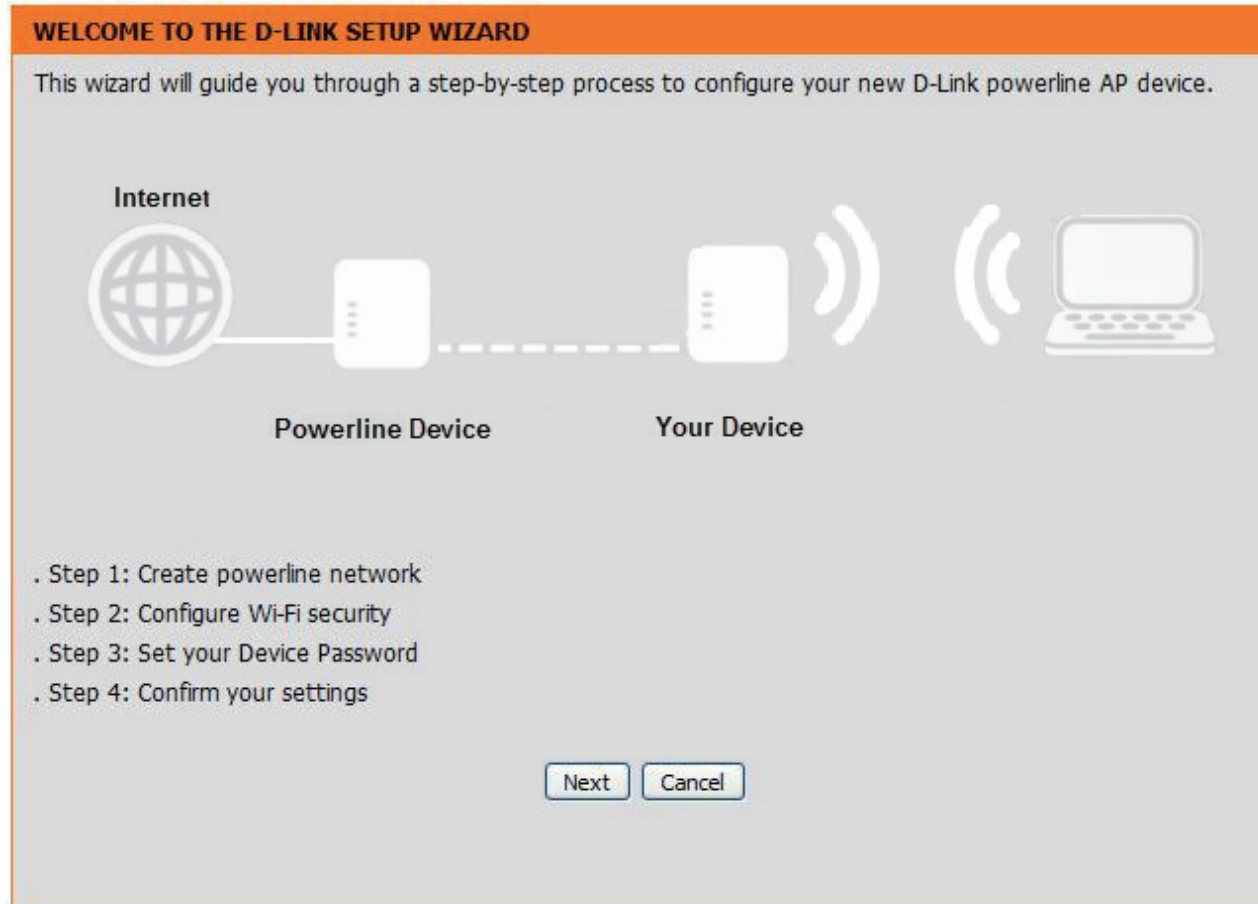 WELCOME TO THE D-LINK SETUP WIZARD
This wizard will guide you through a step-by-step process to configure your new D-Link powerline AP device.
Internet
Powerline Device
Your Device
. Step 1: Create powerline network
. Step 2: Configure Wi-Fi security
. Step 3: Set your Device Password
. Step 4: Confirm your settings
Next Cancel